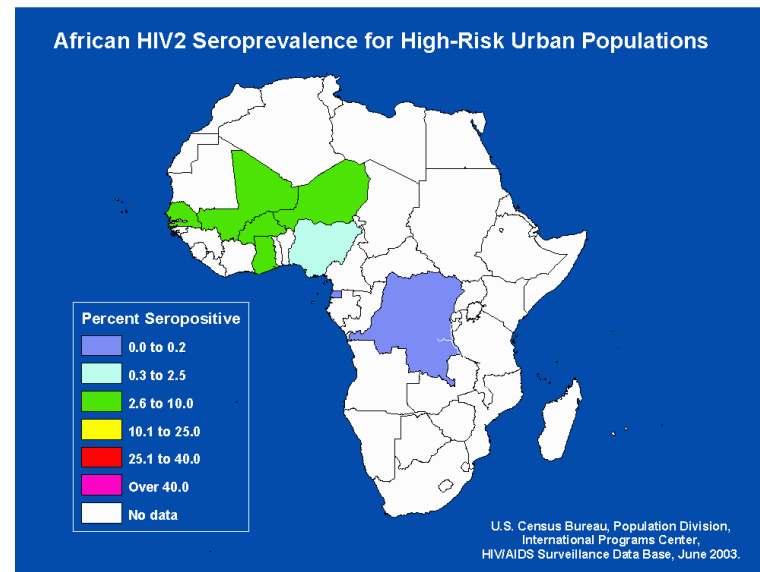 African HIV2 Seroprevalence for High-Risk Urban Populations
Percent Seropositive
0.0 to 0.2
0.3 to 2.5
2.6 to 10.0
10.1 to 25.0
25.1 to 40.0
Over 40.0
No data
U.S. Census Bureau, Population Division,
International Programs Center,
HIV/AIDS Surveillance Data Base, June 2003.